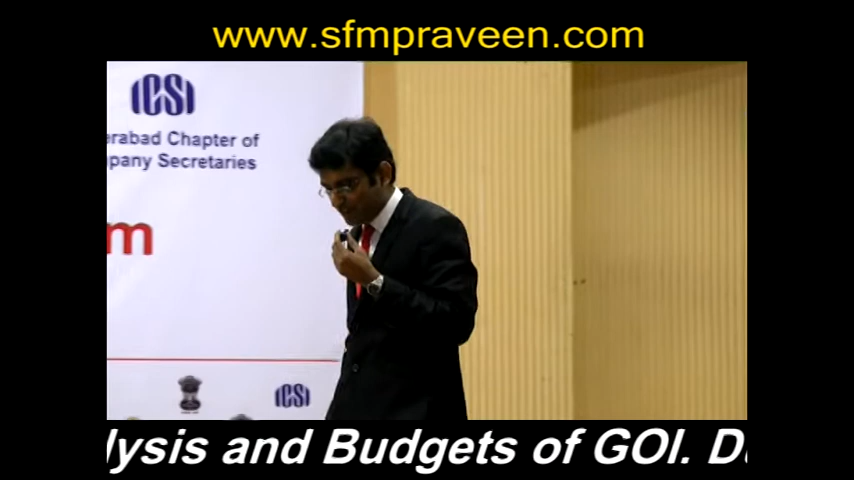 www.sfmpraveen.com
ICSI
erabad Chapter of
pany Secretaries
m
ICSI
lysis and Budgets of GOI. D